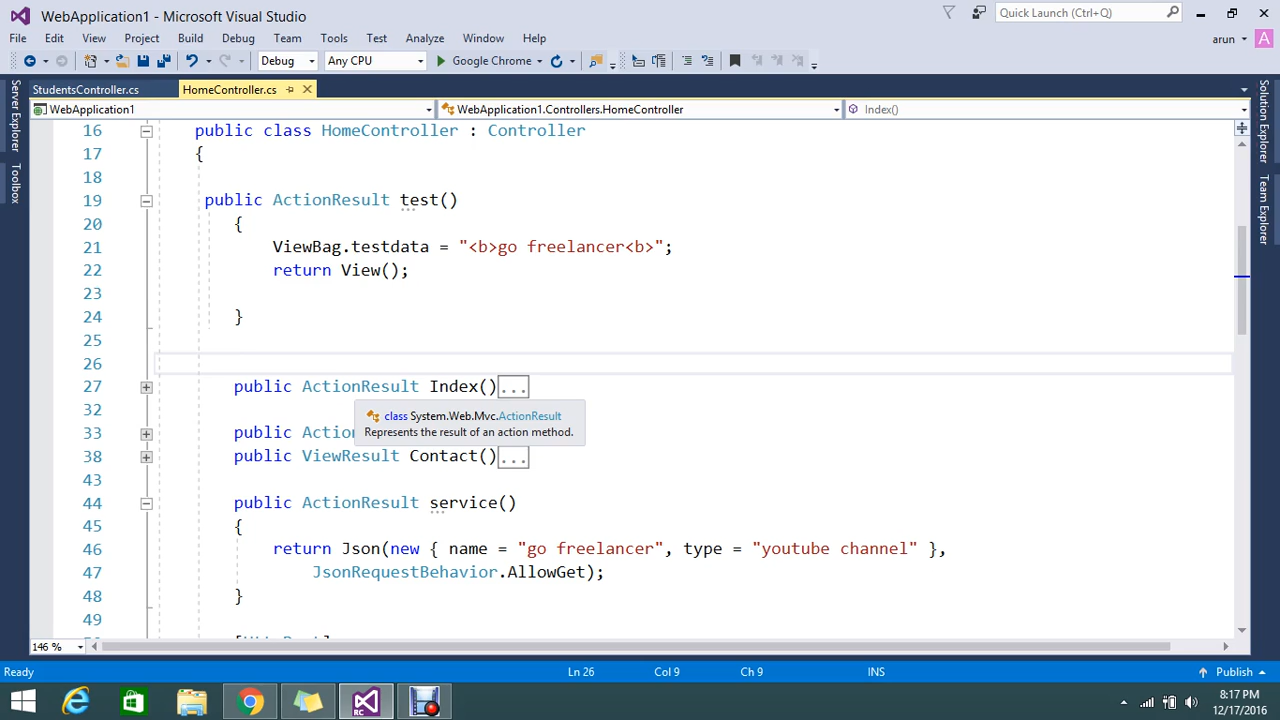 WebApplication1 - Microsoft Visual Studio
Quick Launch (Ctrl+Q)
File Edit View Project Build Debug Team Tools Test Analyze Window Help
arun A
Debug Any CPU Google Chrome
Server Explorer
Toolbox
Solution Explorer
Team Explorer
StudentsController.cs HomeController.cs
WebApplication1 WebApplication1.Controllers.HomeController Index()
16 public class HomeController : Controller
17 {
18
19 public ActionResult test()
20 {
21 ViewBag.testdata = "<b>go freelancer<b>";
22 return View();
23
24 }
25
26
27 public ActionResult Index()...
class System.Web.Mvc.ActionResult
Represents the result of an action method.
32
33 public Actio
38 public ViewResult Contact()...
43
44 public ActionResult service()
45 {
46 return Json(new { name = "go freelancer", type = "youtube channel" },
47 JsonRequestBehavior.AllowGet);
48 }
49
146 %
Ready Ln 26 Col 9 Ch 9 INS Publish
RC
8:17 PM
12/17/2016